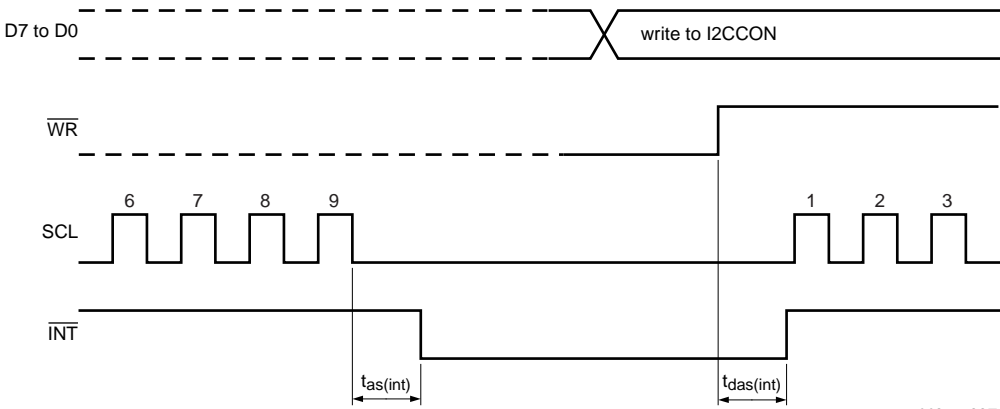 D7 to D0
write to I2CCON
WR
6 7 8 9 1 2 3
SCL
INT
tas(int)
tdas(int)